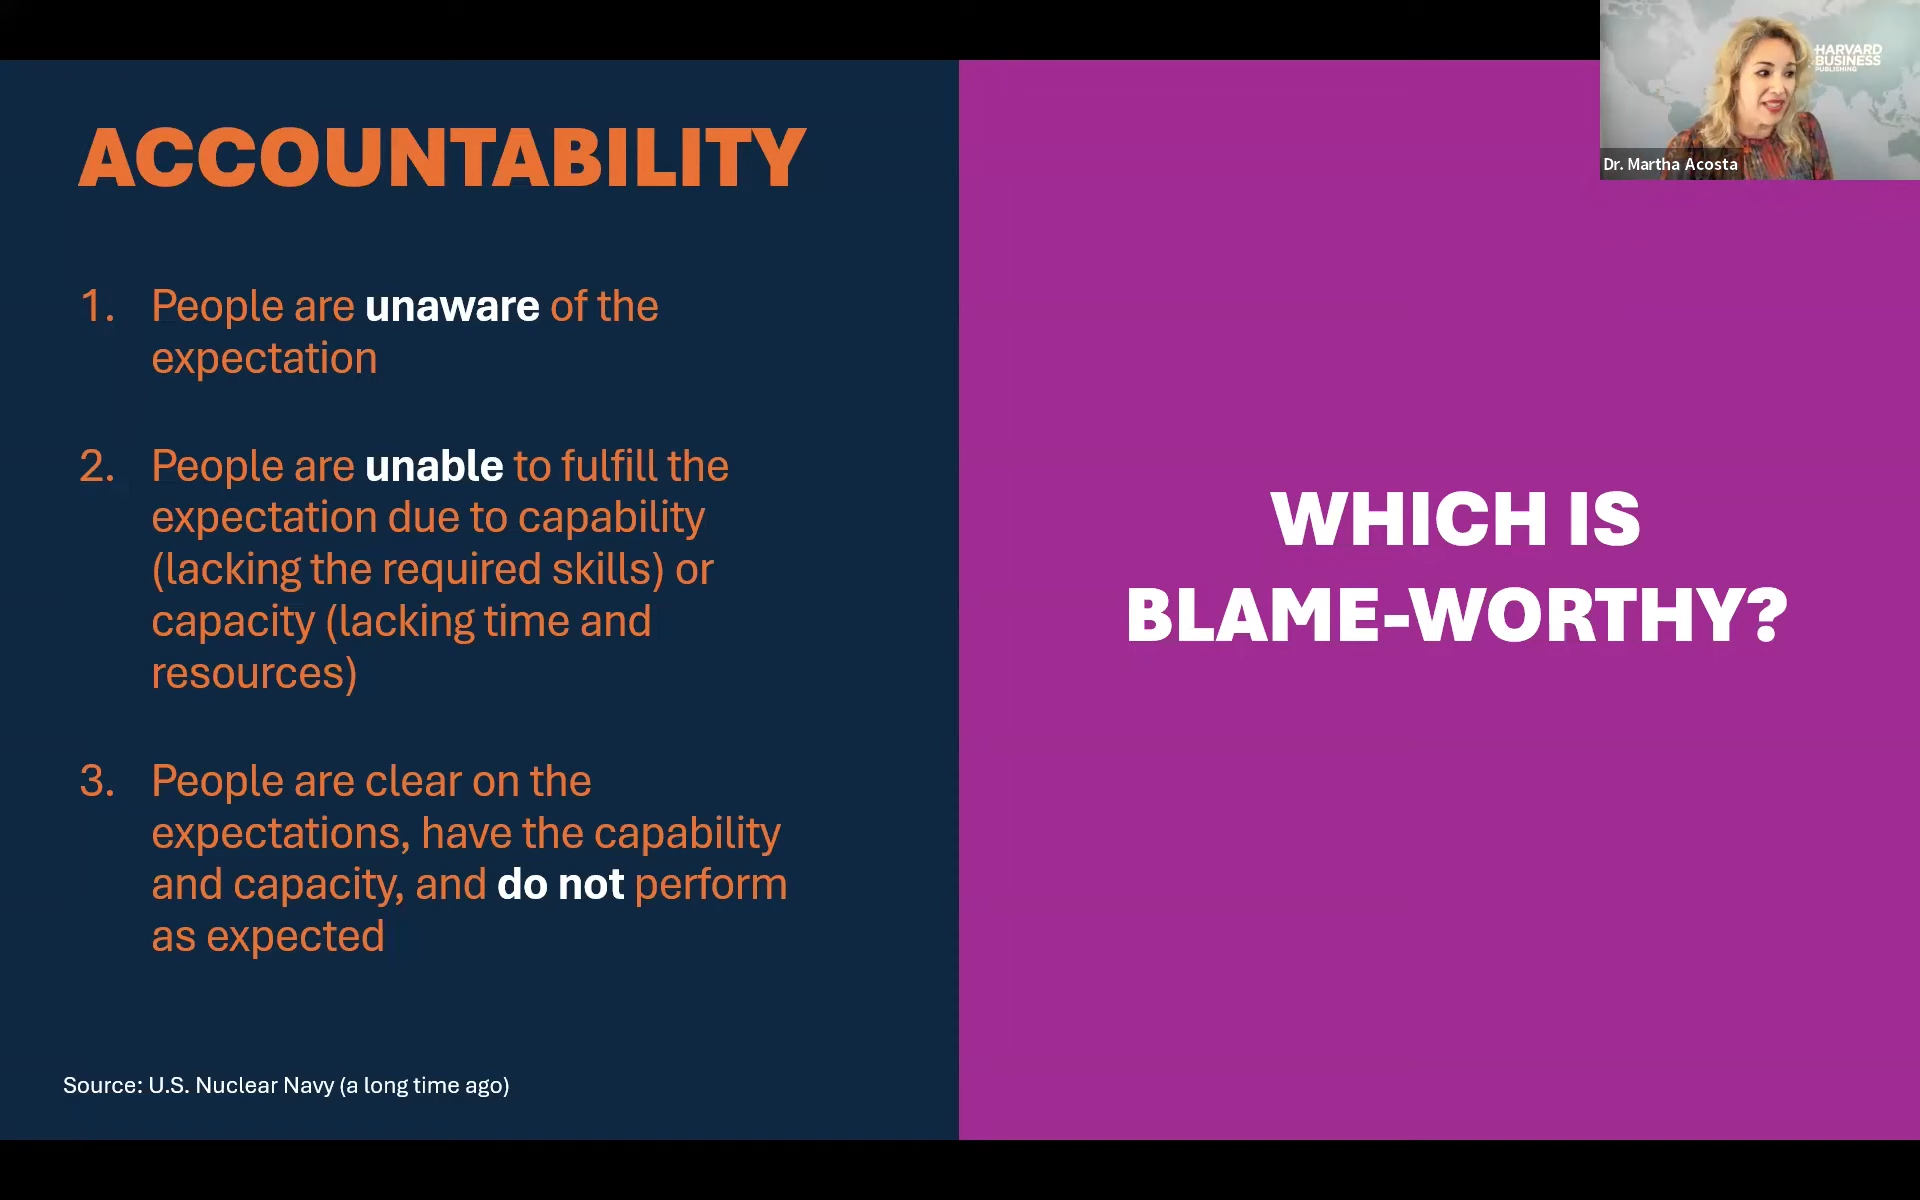 HARVARD
BUSINESS
PUBLISHING
Dr. Martha Acosta
ACCOUNTABILITY
1. People are unaware of the
expectation
2. People are unable to fulfill the
expectation due to capability
(lacking the required skills) or
capacity (lacking time and
resources)
3. People are clear on the
expectations, have the capability
and capacity, and do not perform
as expected
Source: U.S. Nuclear Navy (a long time ago)
WHICH IS
BLAME-WORTHY?